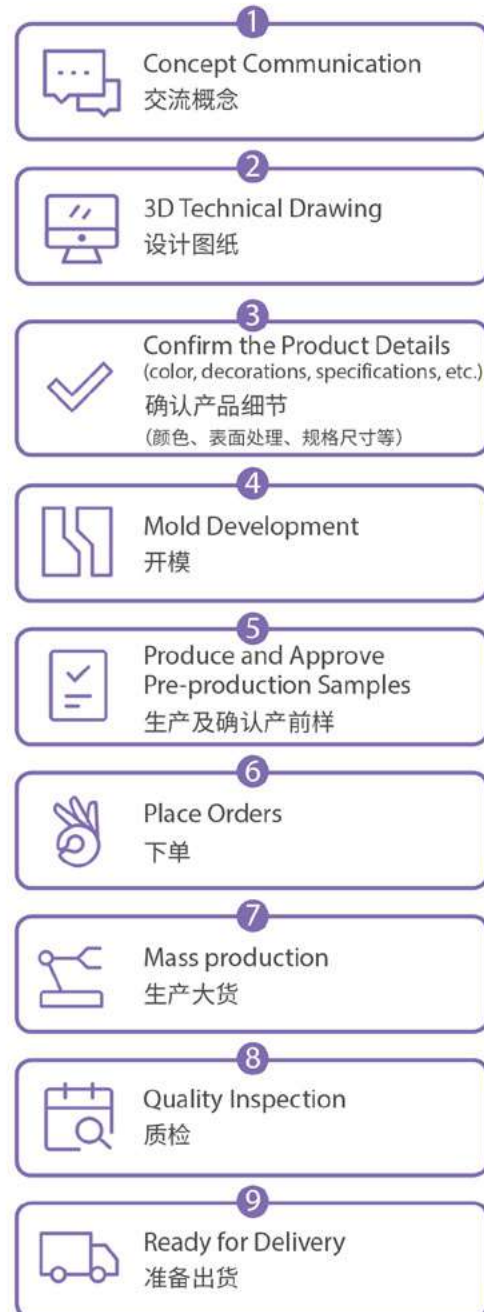 1
Concept Communication
交流概念
2
3D Technical Drawing
设计图纸
3
Confirm the Product Details
(color, decorations, specifications, etc.)
确认产品细节
（颜色、表面处理、规格尺寸等）
4
Mold Development
开模
5
Produce and Approve
Pre-production Samples
生产及确认产前样
6
Place Orders
下单
7
Mass production
生产大货
8
Quality Inspection
质检
9
Ready for Delivery
准备出货